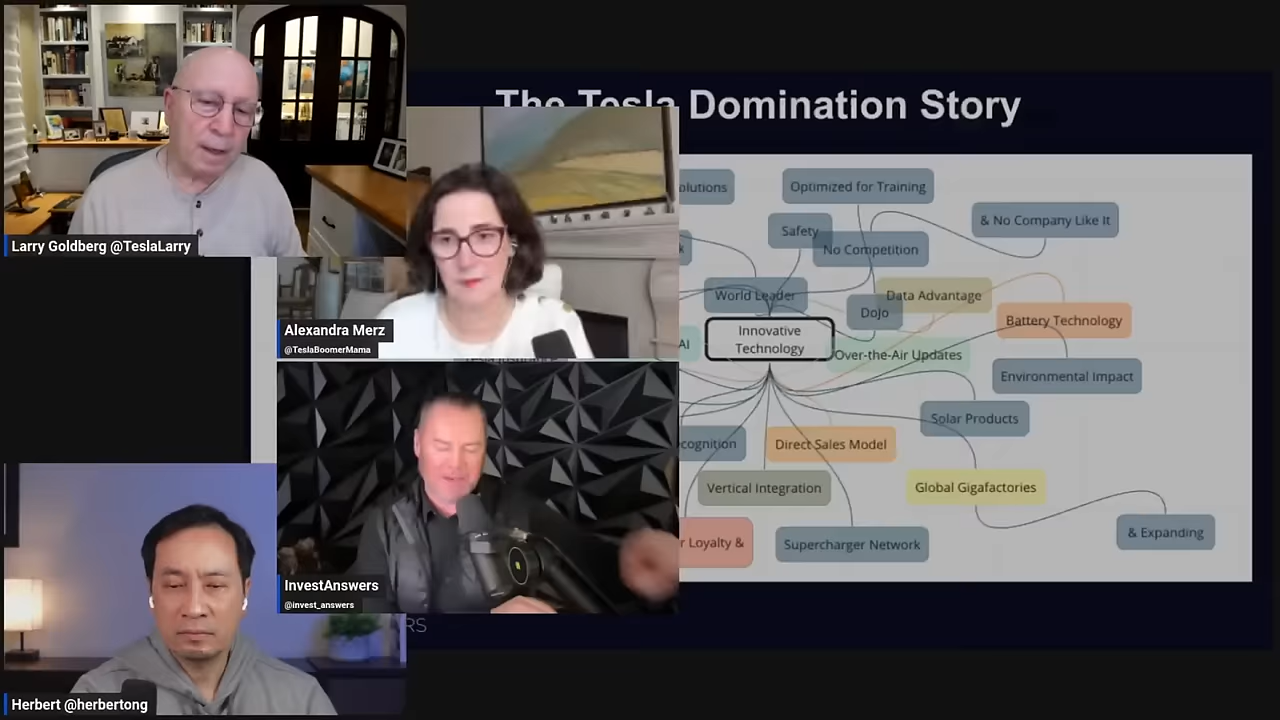 The Tesla Domination Story
Larry Goldberg @TeslaLarry
Alexandra Merz
@TeslaBoomerMama
InvestAnswers
@invest_answers
Herbert @herbertong
Optimized for Training
& No Company Like It
Safety
No Competition
World Leader
Data Advantage
DoJo
Battery Technology
Innovative
Technology
AI
Over-the-Air Updates
Environmental Impact
Solar Products
Direct Sales Model
Vertical Integration
Global Gigafactories
Loyalty &
Supercharger Network
& Expanding